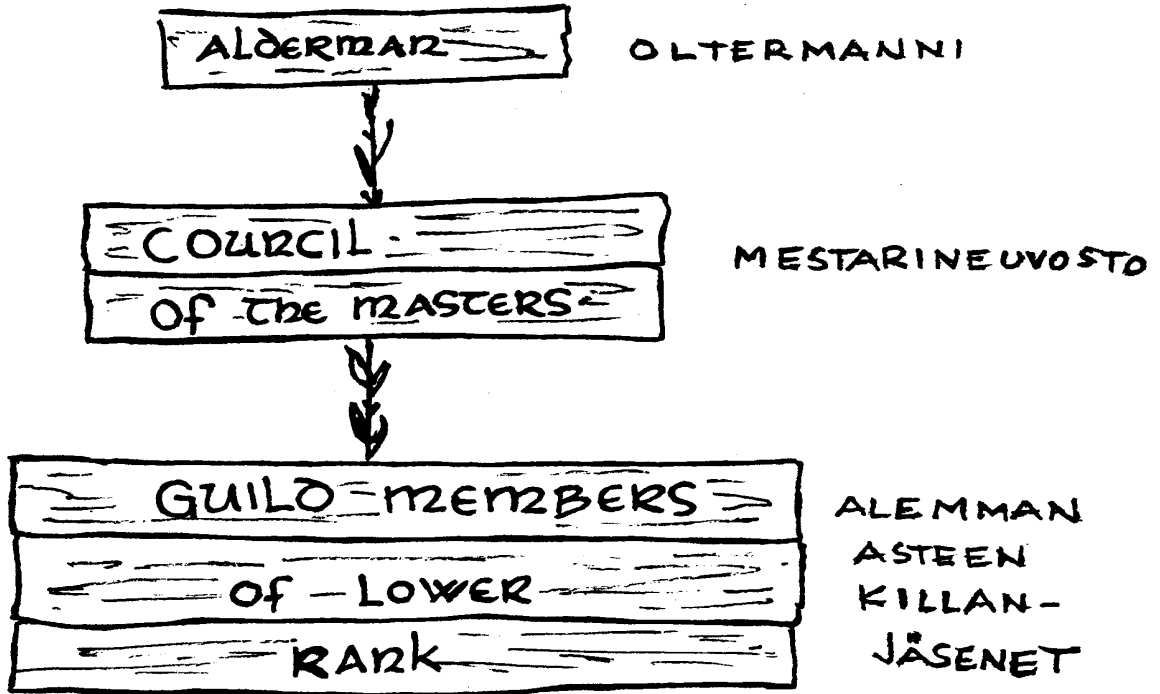 ALDERMAN
OLTERMANNI
COUNCIL
OF THE MASTERS
MESTARINEUVOSTO
GUILD MEMBERS
OF LOWER
RANK
ALEMMAN
ASTEEN
KILLAN-
JÄSENET